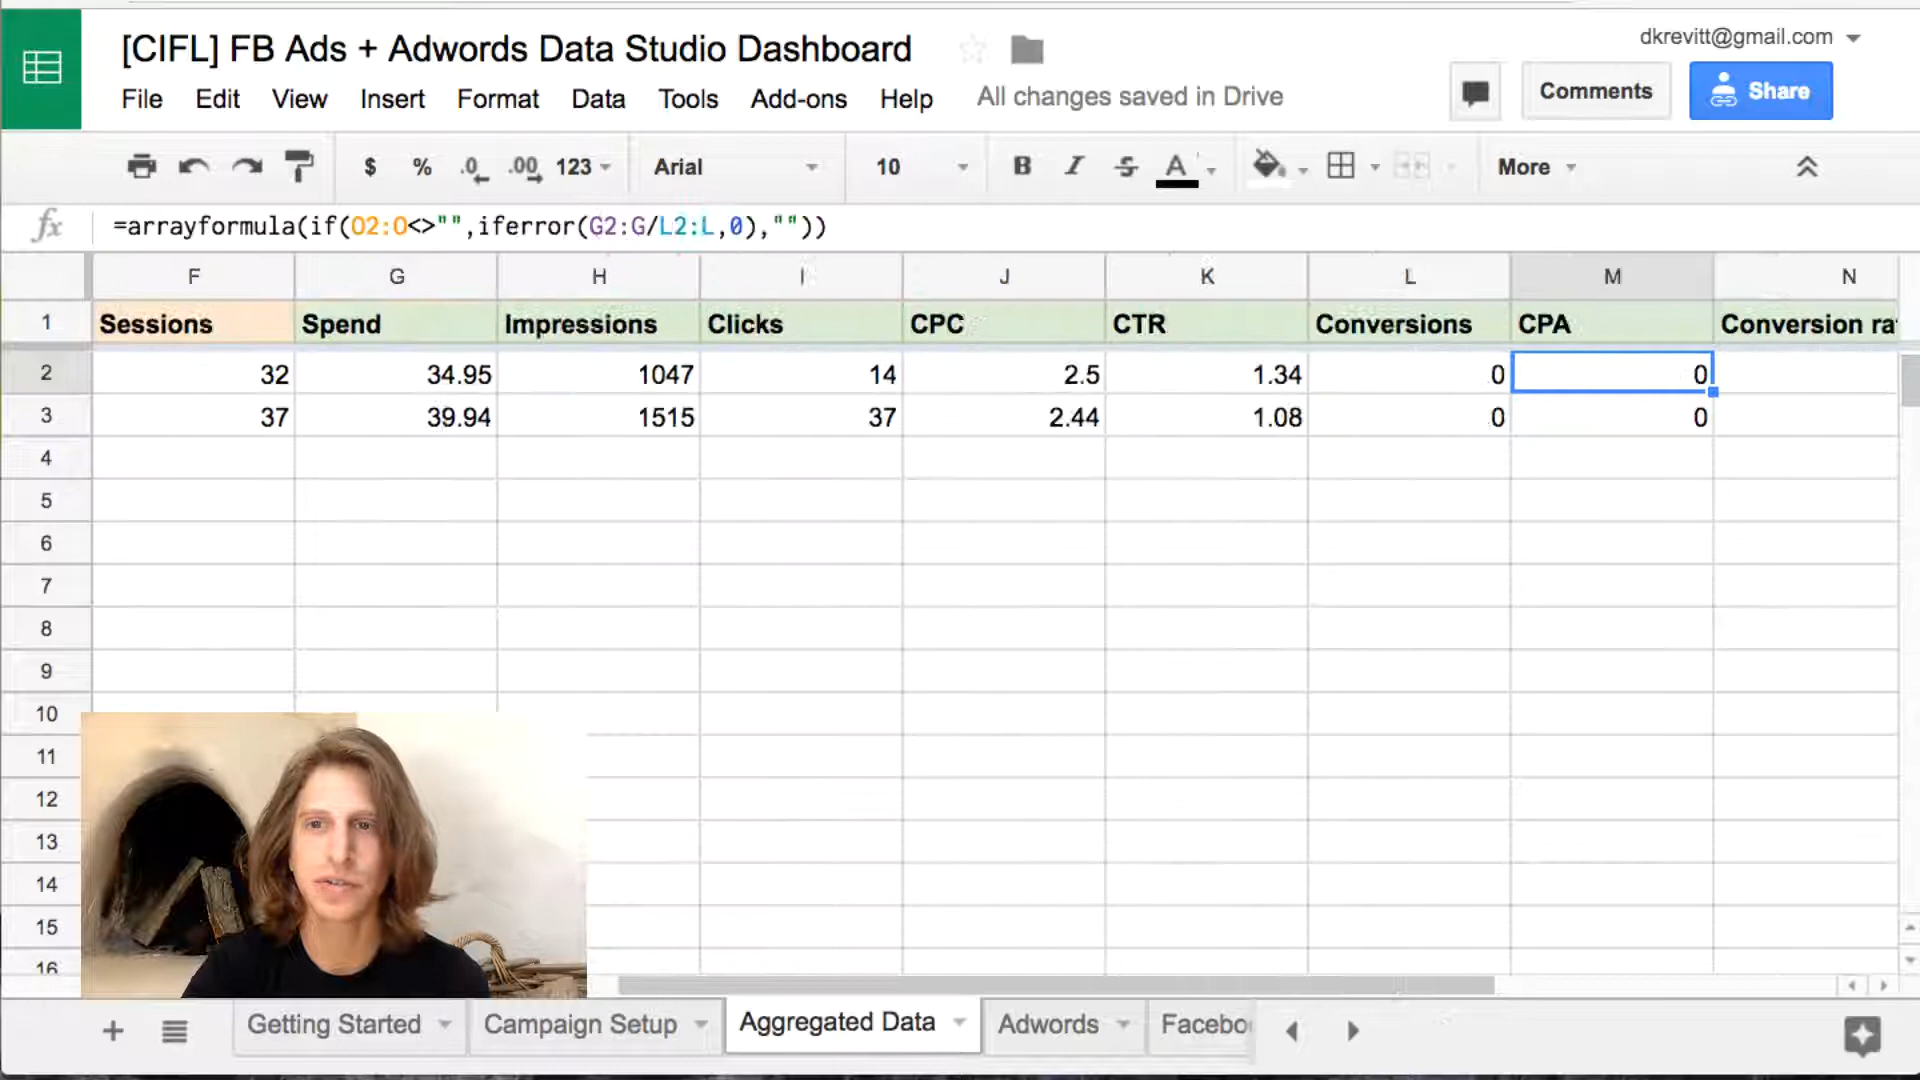 [CIFL] FB Ads + Adwords Data Studio Dashboard
dkrevitt@gmail.com
File Edit View Insert Format Data Tools Add-ons Help All changes saved in Drive
Comments Share
$ % .0 .00 123 Arial 10 B I S A More
fx =arrayformula(if(O2:O<>"",iferror(G2:G/L2:L,0),""))
F G H I J K L M N
1 Sessions Spend Impressions Clicks CPC CTR Conversions CPA Conversion ra
2 32 34.95 1047 14 2.5 1.34 0 0
3 37 39.94 1515 37 2.44 1.08 0 0
4
5
6
7
8
9
10
11
12
13
14
15
16
+ Getting Started Campaign Setup Aggregated Data Adwords Facebo